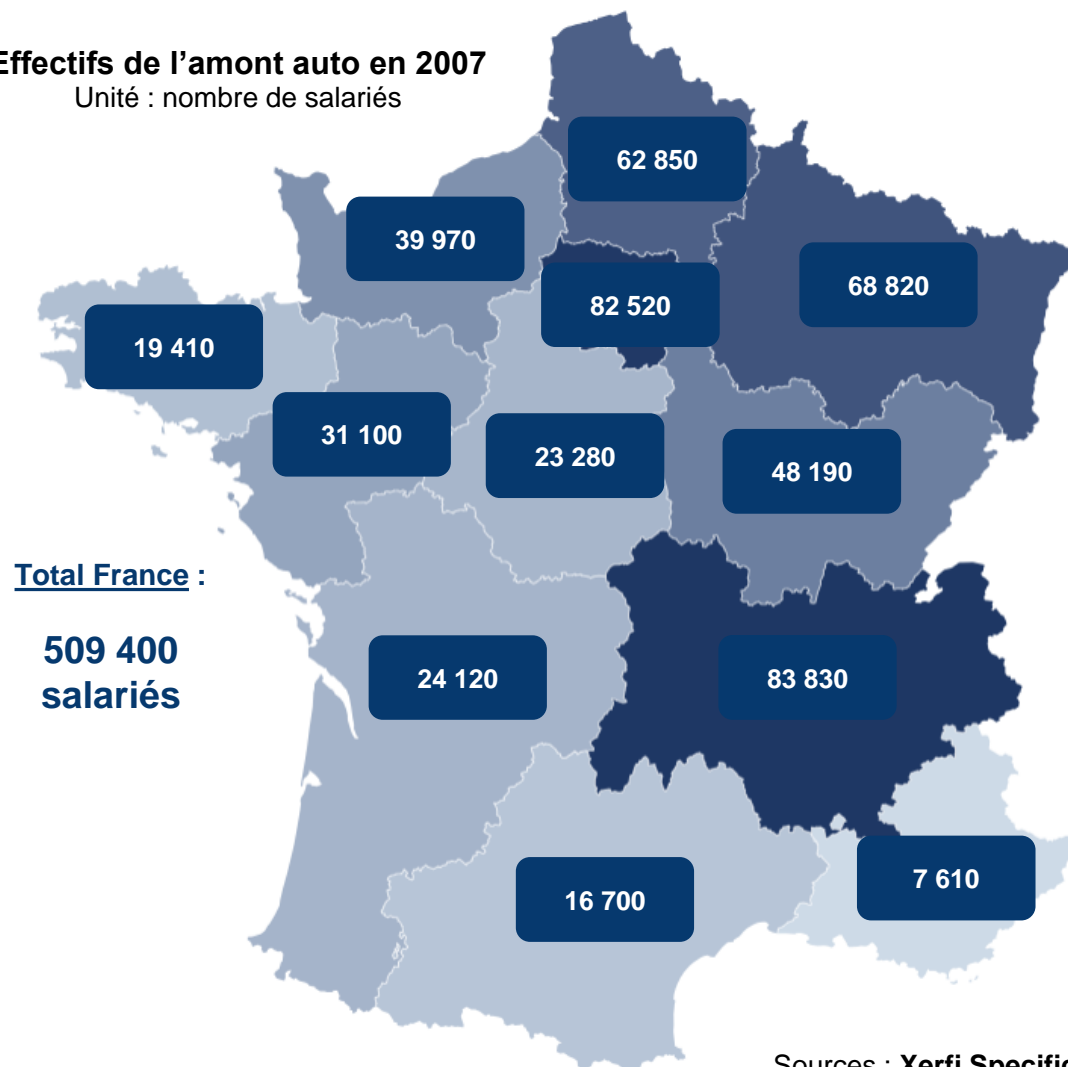 Effectifs de l’amont auto en 2007
Unité : nombre de salariés
62 850
39 970
68 820
82 520
19 410
31 100
23 280
48 190
Total France :
509 400
salariés
24 120
83 830
16 700
7 610
Sources : Xerfi Specific